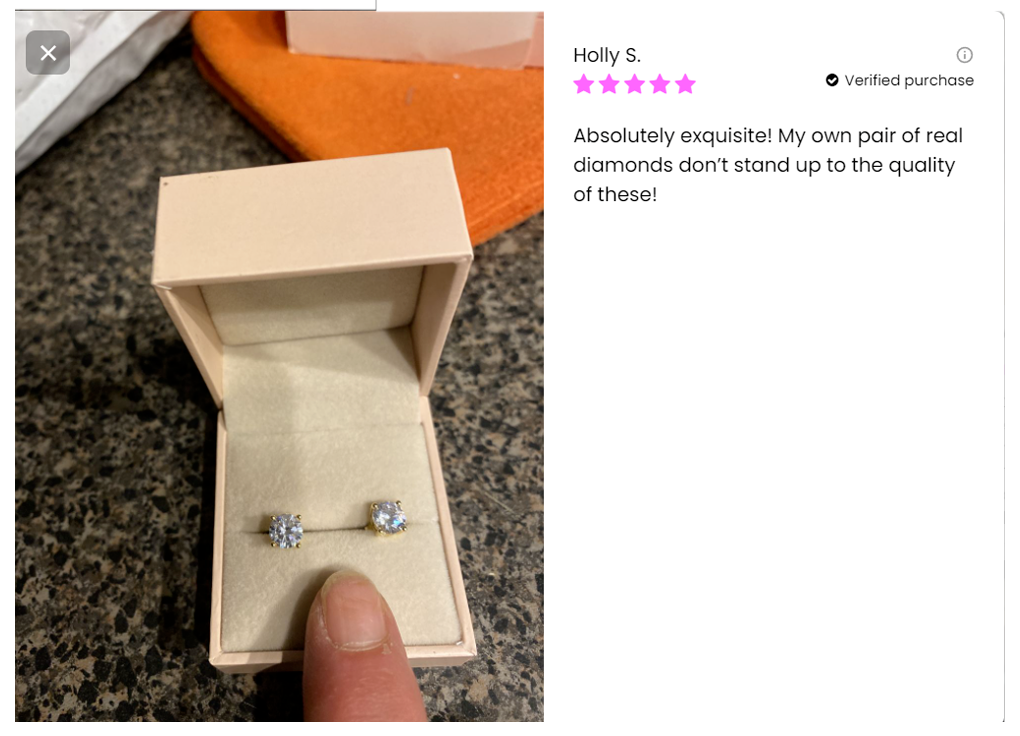 Holly S.
Verified purchase
Absolutely exquisite! My own pair of real
diamonds don’t stand up to the quality
of these!